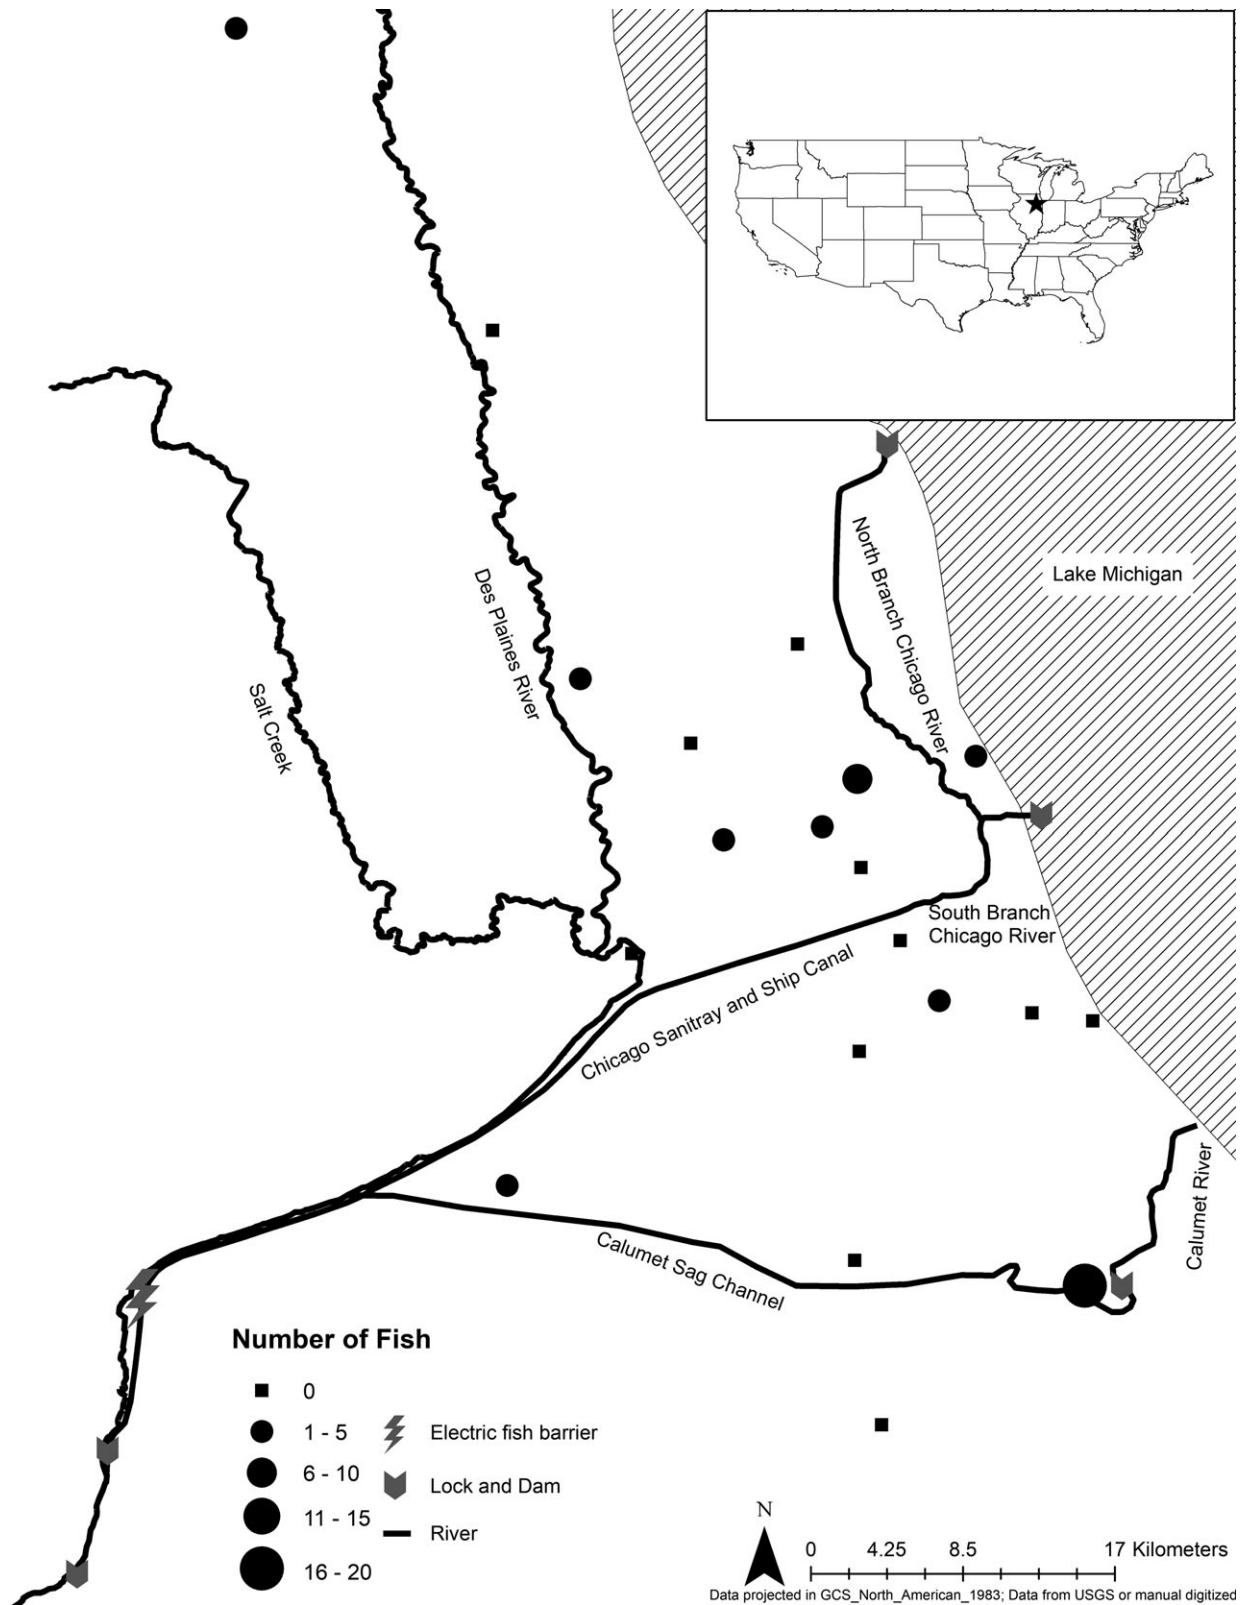 North Branch Chicago River
Lake Michigan
Des Plaines River
Salt Creek
South Branch
Chicago River
Chicago Sanitray and Ship Canal
Calumet River
Calumet Sag Channel
Number of Fish
0
1 - 5
6 - 10
11 - 15
16 - 20
Electric fish barrier
Lock and Dam
River
N
0 4.25 8.5 17 Kilometers
Data projected in GCS_North_American_1983; Data from USGS or manual digitized